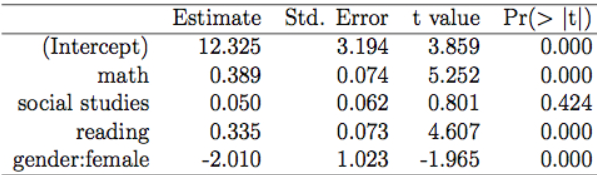 Estimate Std. Error t value Pr(> |t|)
(Intercept) 12.325 3.194 3.859 0.000
math 0.389 0.074 5.252 0.000
social studies 0.050 0.062 0.801 0.424
reading 0.335 0.073 4.607 0.000
gender:female -2.010 1.023 -1.965 0.000